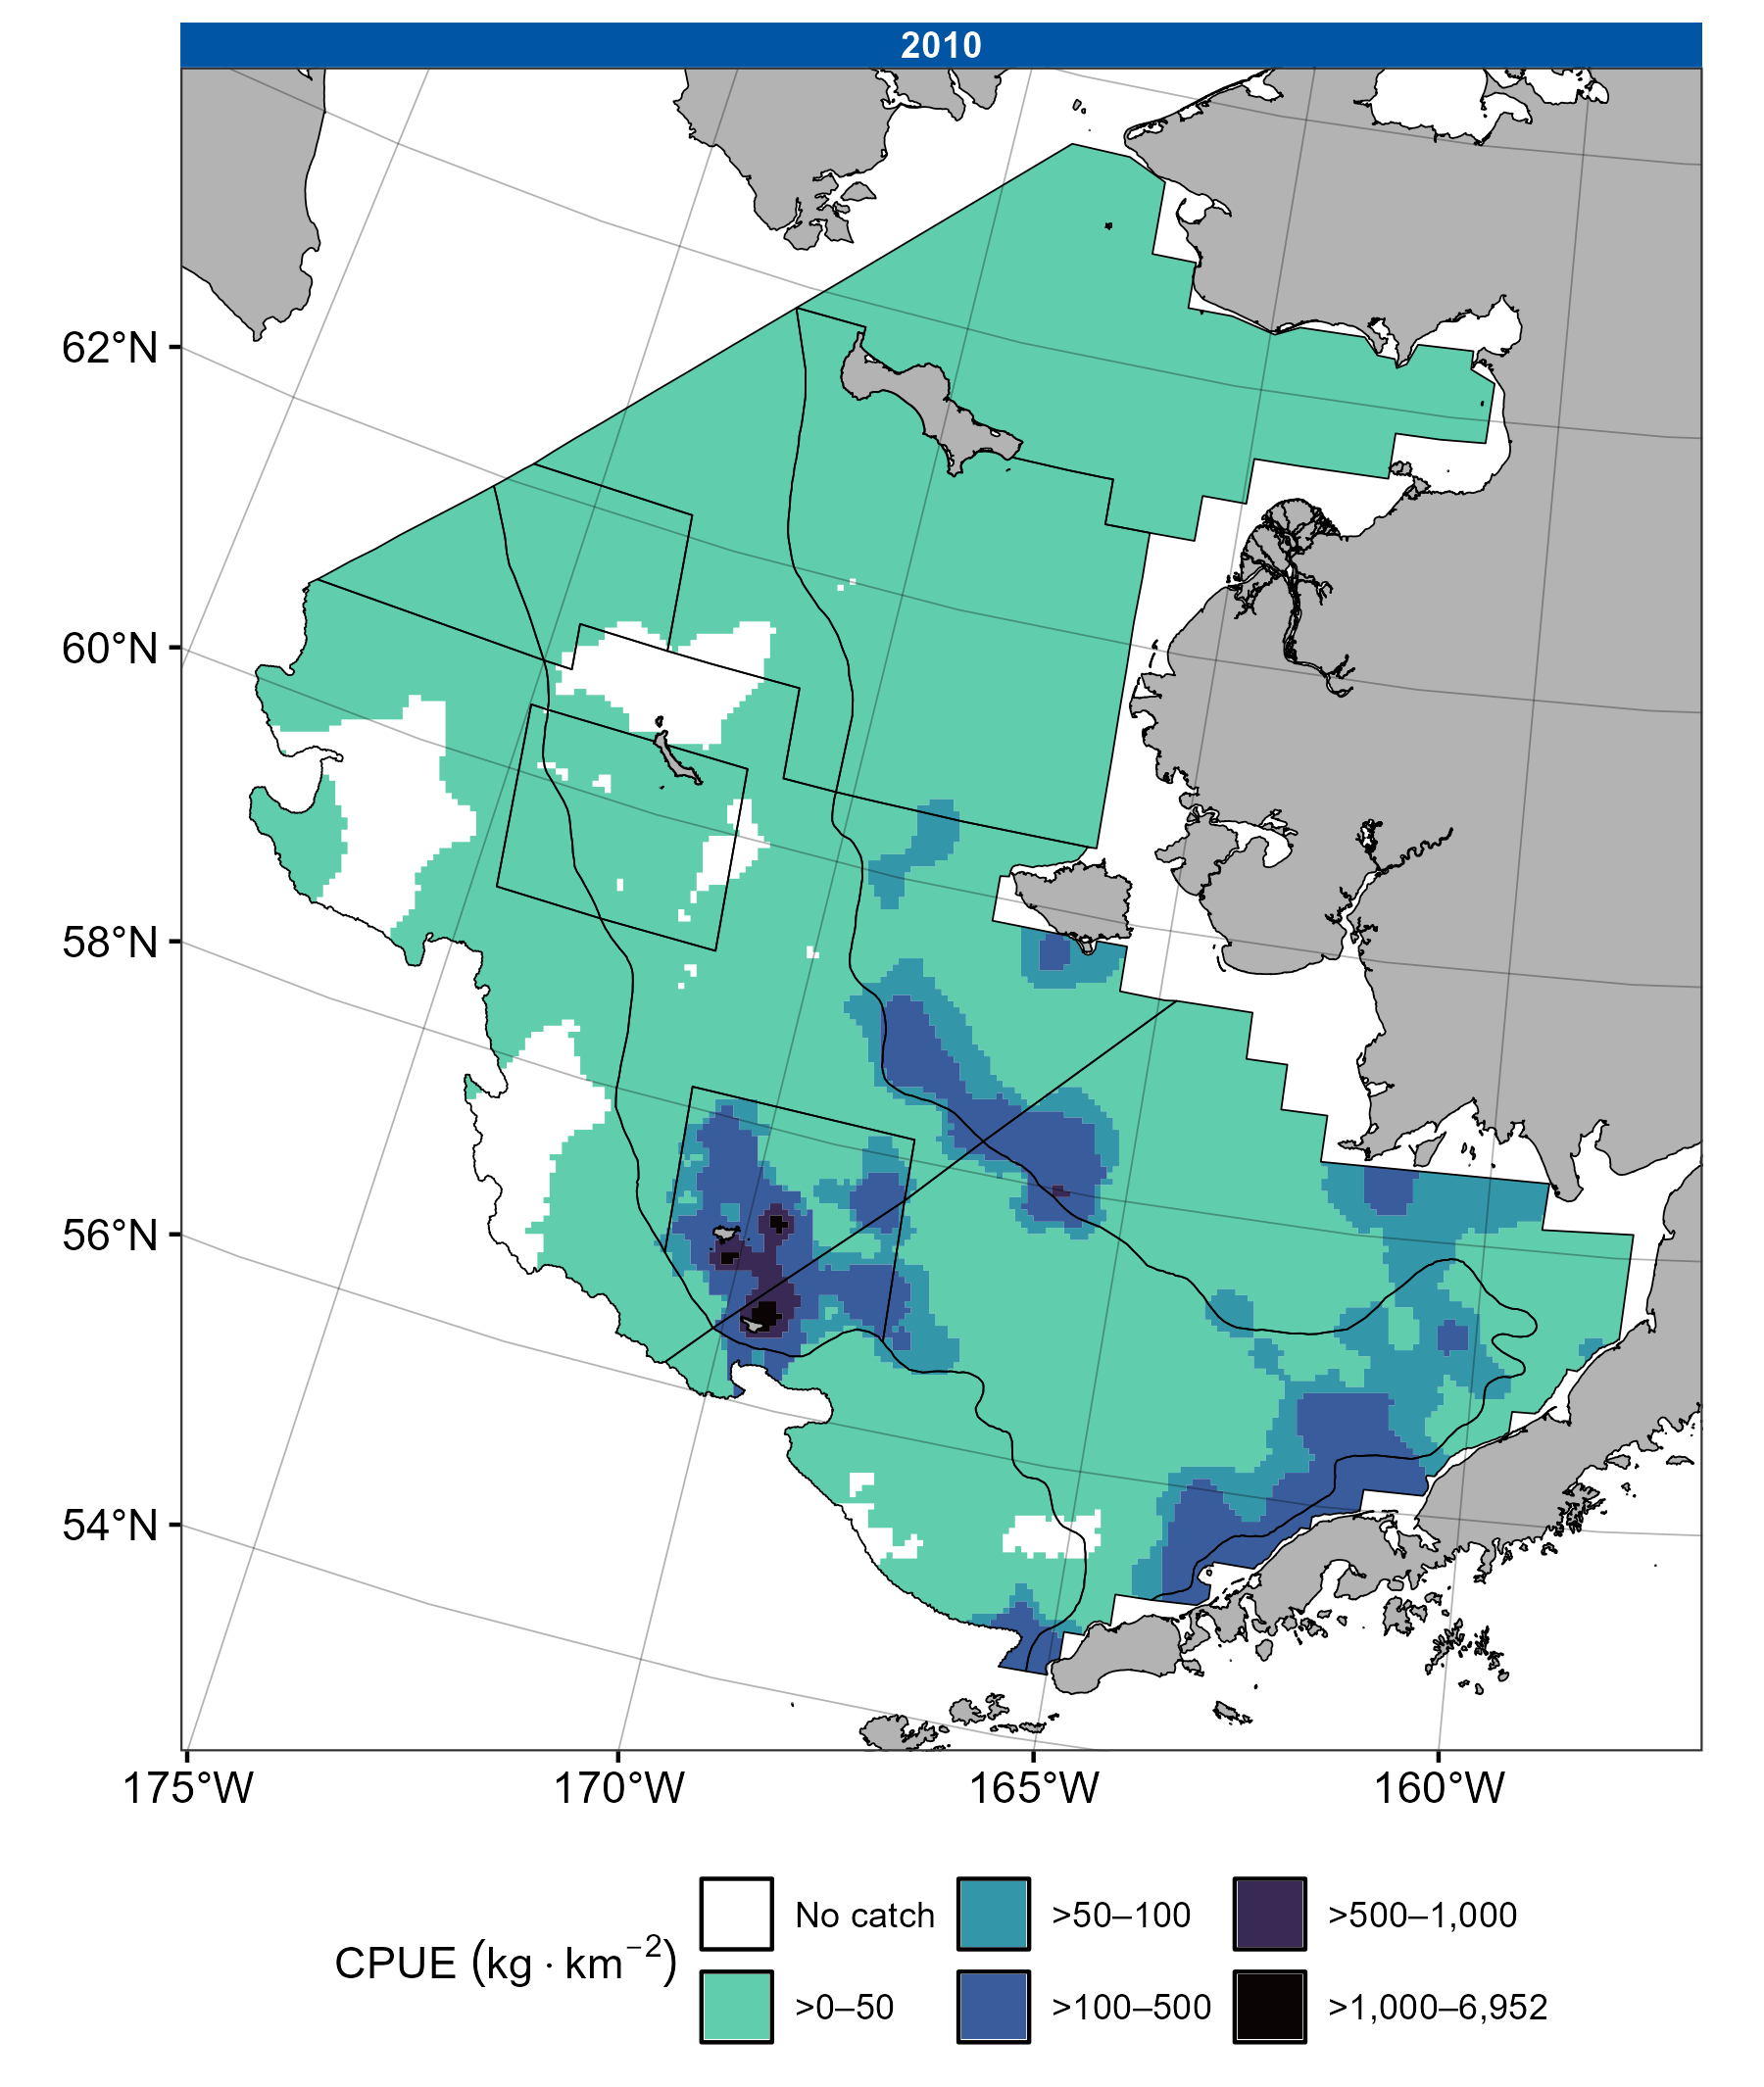 2010
62°N
60°N
58°N
56°N
54°N
175°W 170°W 165°W 160°W
CPUE (kg · km⁻²)
No catch >50–100 >500–1,000
>0–50 >100–500 >1,000–6,952